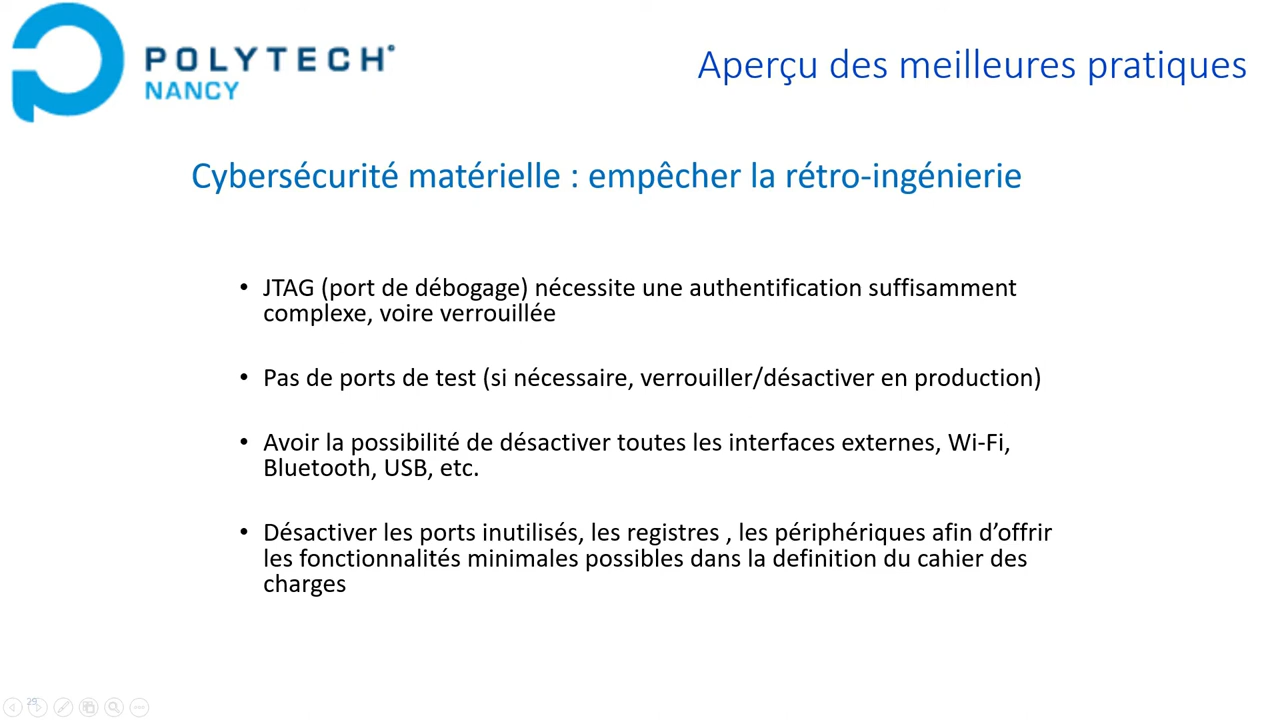 POLYTECH®
NANCY
Aperçu des meilleures pratiques
Cybersécurité matérielle : empêcher la rétro-ingénierie
• JTAG (port de débogage) nécessite une authentification suffisamment
complexe, voire verrouillée
• Pas de ports de test (si nécessaire, verrouiller/désactiver en production)
• Avoir la possibilité de désactiver toutes les interfaces externes, Wi-Fi,
Bluetooth, USB, etc.
• Désactiver les ports inutilisés, les registres , les périphériques afin d’offrir
les fonctionnalités minimales possibles dans la definition du cahier des
charges
29